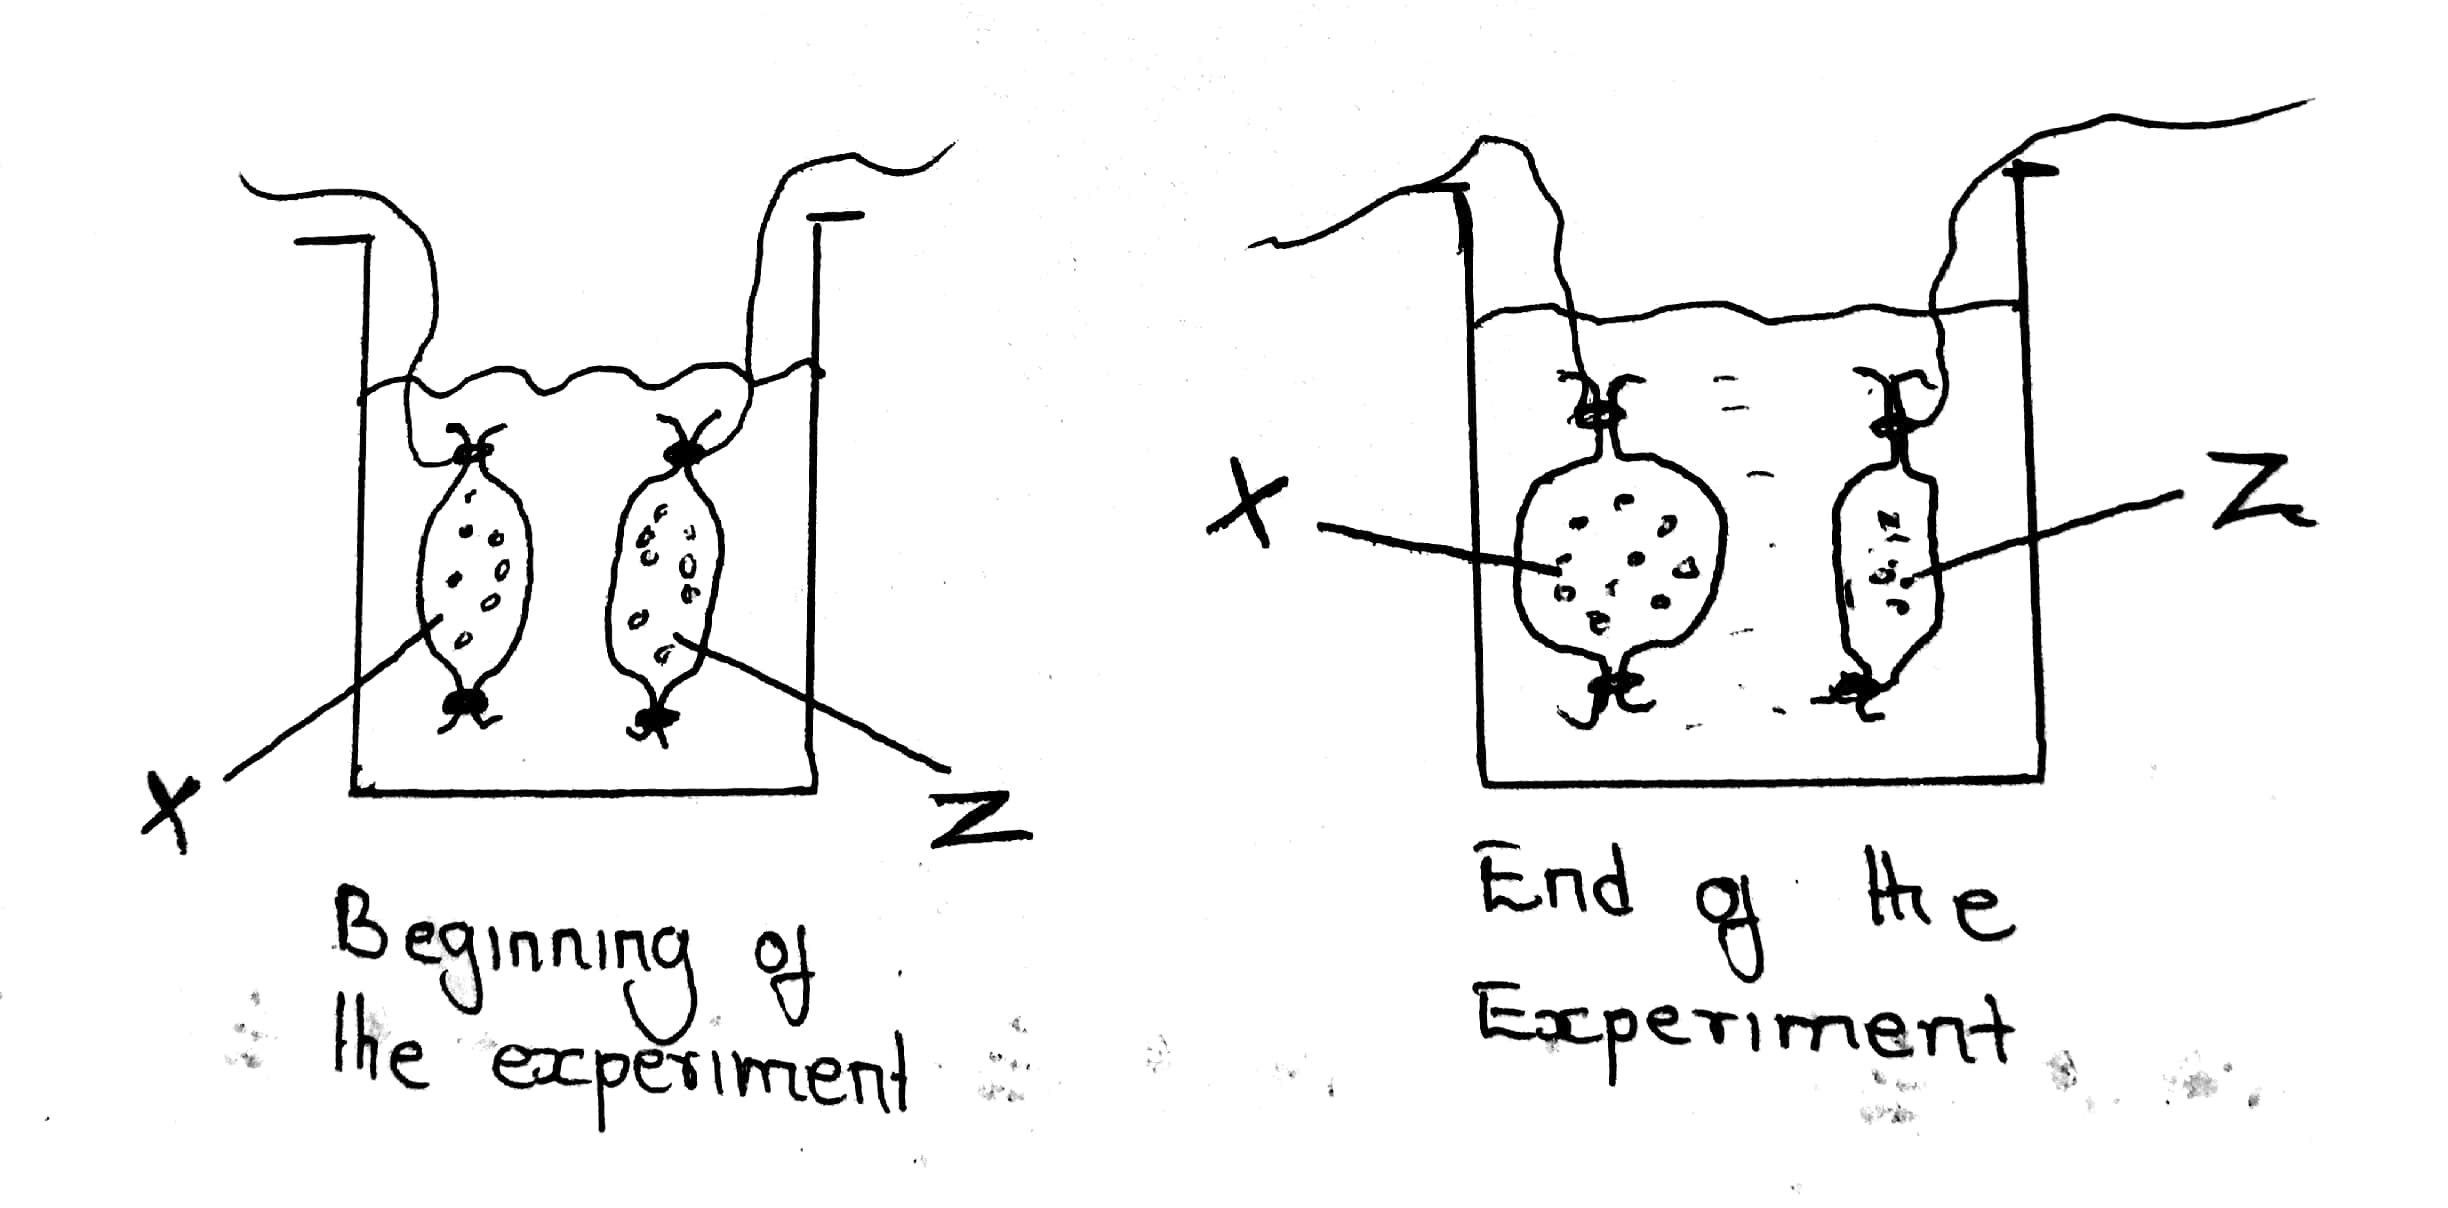 X
Z
Beginning of
the experiment
X
Z
End of the
Experiment